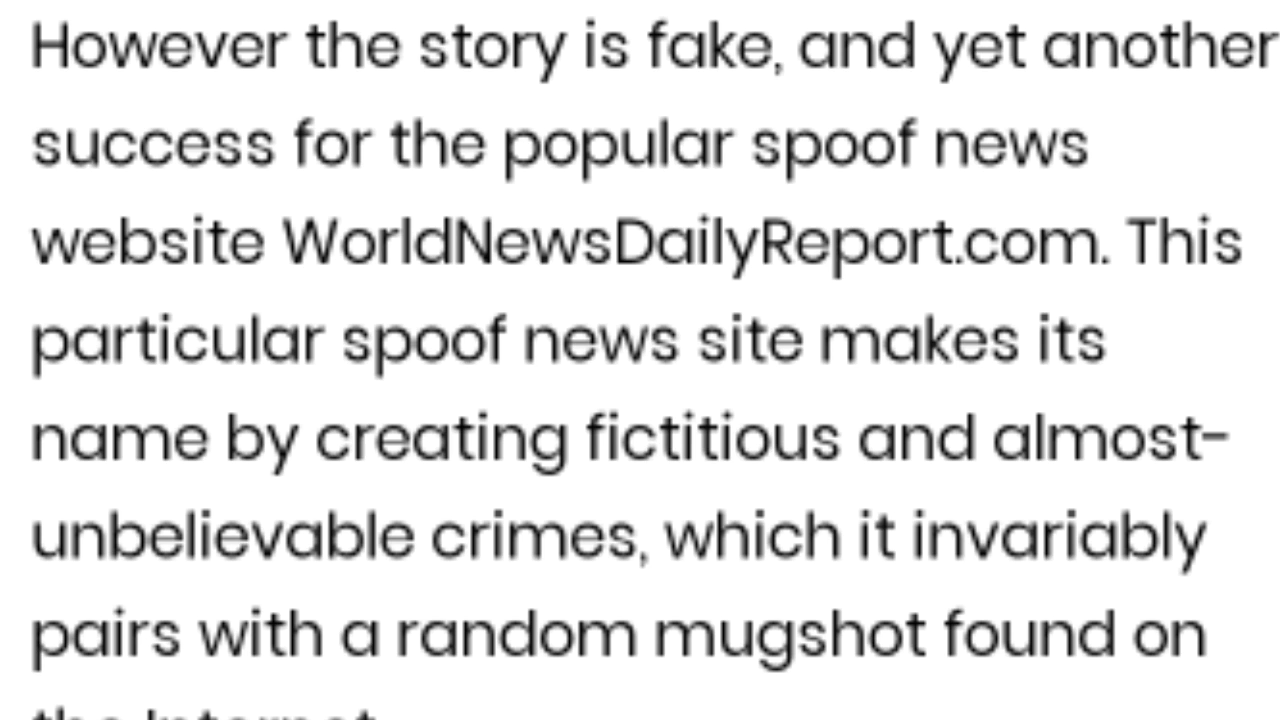 However the story is fake, and yet another
success for the popular spoof news
website WorldNewsDailyReport.com. This
particular spoof news site makes its
name by creating fictitious and almost-
unbelievable crimes, which it invariably
pairs with a random mugshot found on
the Internet